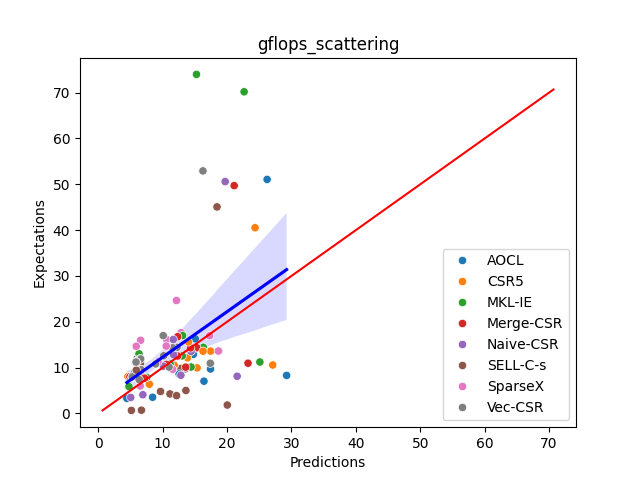 gflops_scattering
Expectations
70
60
50
40
30
20
10
0
0 10 20 30 40 50 60 70
Predictions
AOCL
CSR5
MKL-IE
Merge-CSR
Naive-CSR
SELL-C-s
SparseX
Vec-CSR